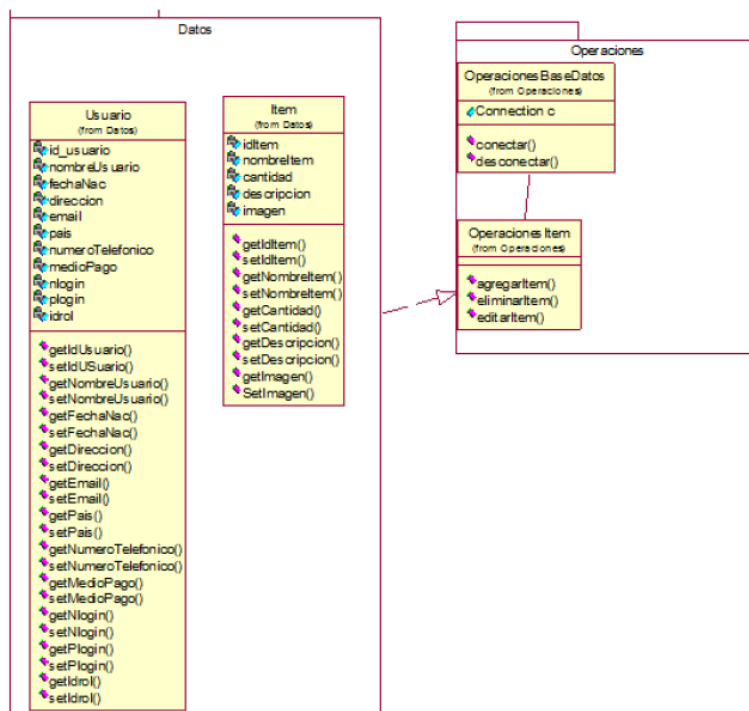 Datos
Usuario
(from Datos)
id_usuario
nombreUsuario
fechaNac
direccion
email
pais
numeroTelefonico
medioPago
nlogin
plogin
idrol
getIdUsuario()
setIdUSuario()
getNombreUsuario()
setNombreUsuario()
getFechaNac()
setFechaNac()
getDireccion()
setDireccion()
getEmail()
setEmail()
getPais()
setPais()
getNumeroTelefonico()
setNumeroTelefonico()
getMedioPago()
setMedioPago()
getNlogin()
setNlogin()
getPlogin()
setPlogin()
getIdrol()
setIdrol()
Item
(from Datos)
idItem
nombreItem
cantidad
descripcion
imagen
getIdItem()
setIdItem()
getNombreItem()
setNombreItem()
getCantidad()
setCantidad()
getDescripcion()
setDescripcion()
getImagen()
SetImagen()
Operaciones
OperacionesBaseDatos
(from Operaciones)
Connection c
conectar()
desconectar()
OperacionesItem
(from Operaciones)
agregarItem()
eliminarItem()
editarItem()